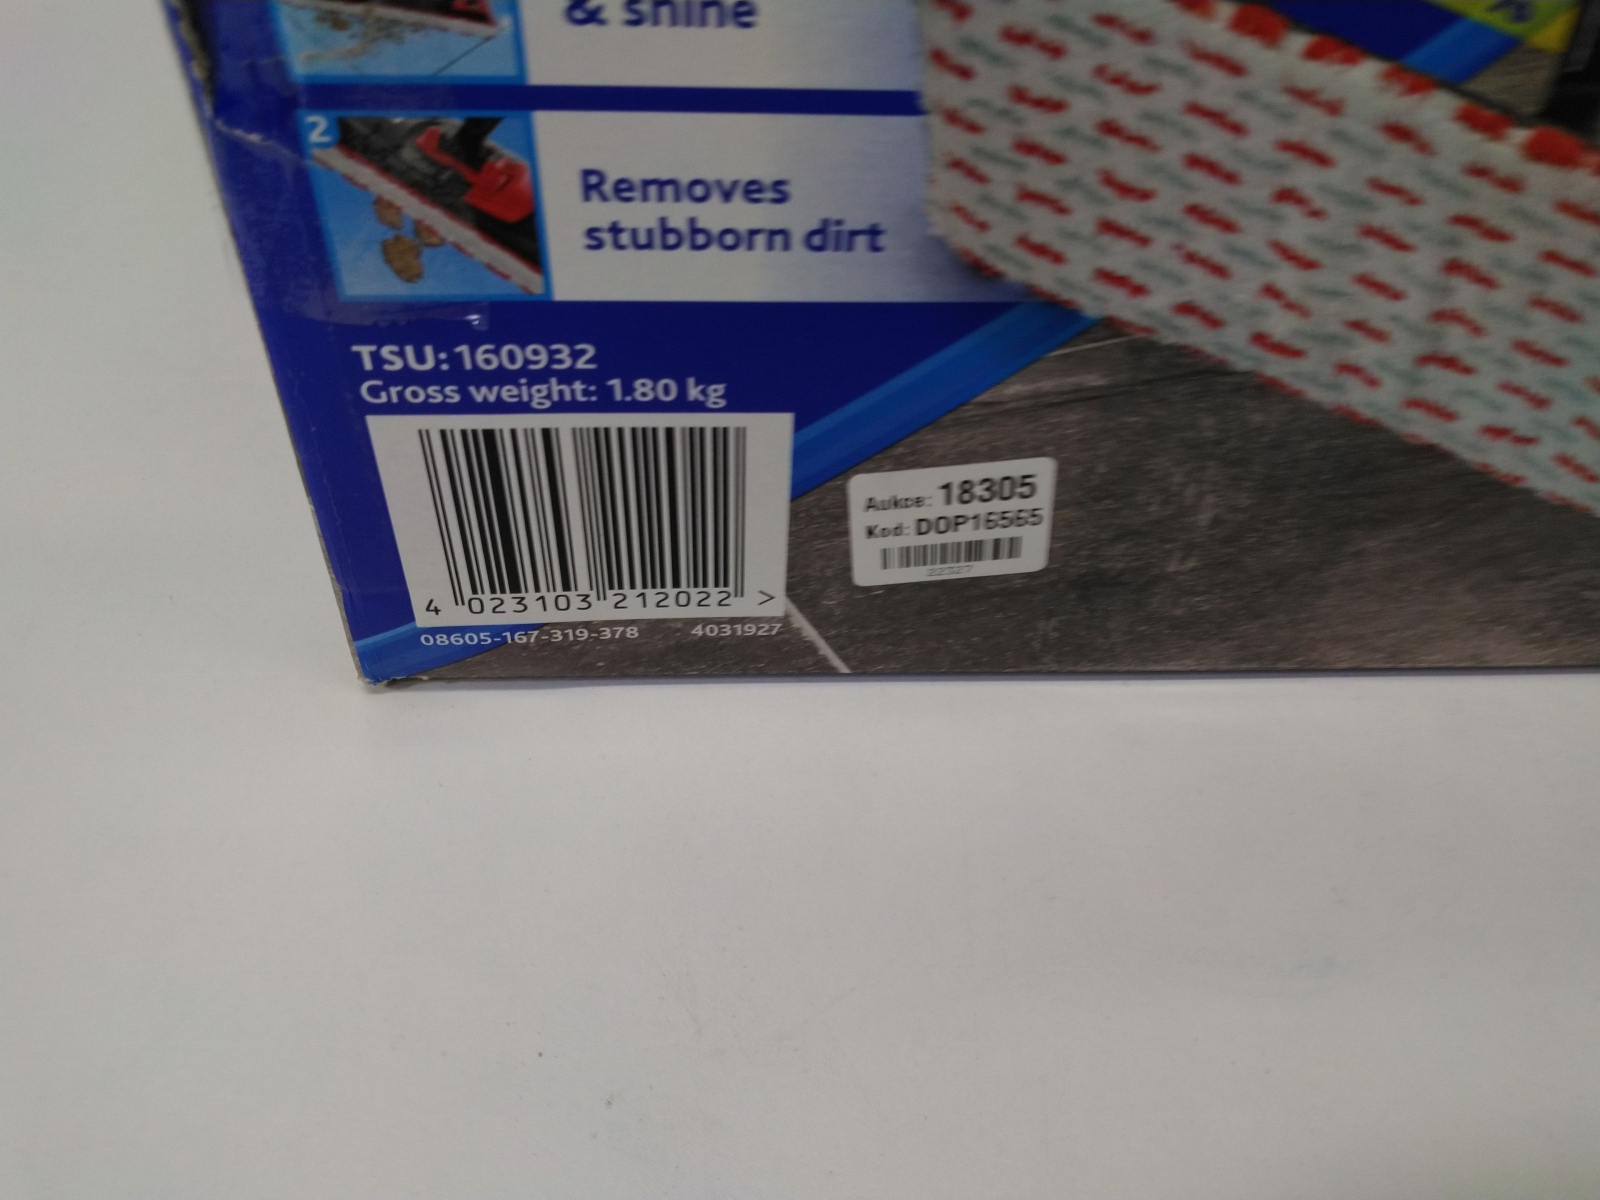 & shine
2
Removes
stubborn dirt
TSU: 160932
Gross weight: 1.80 kg
4 023103 212022 >
08605-167-319-378 4031927
Aukce: 18305
Kod: DOP16565
22327